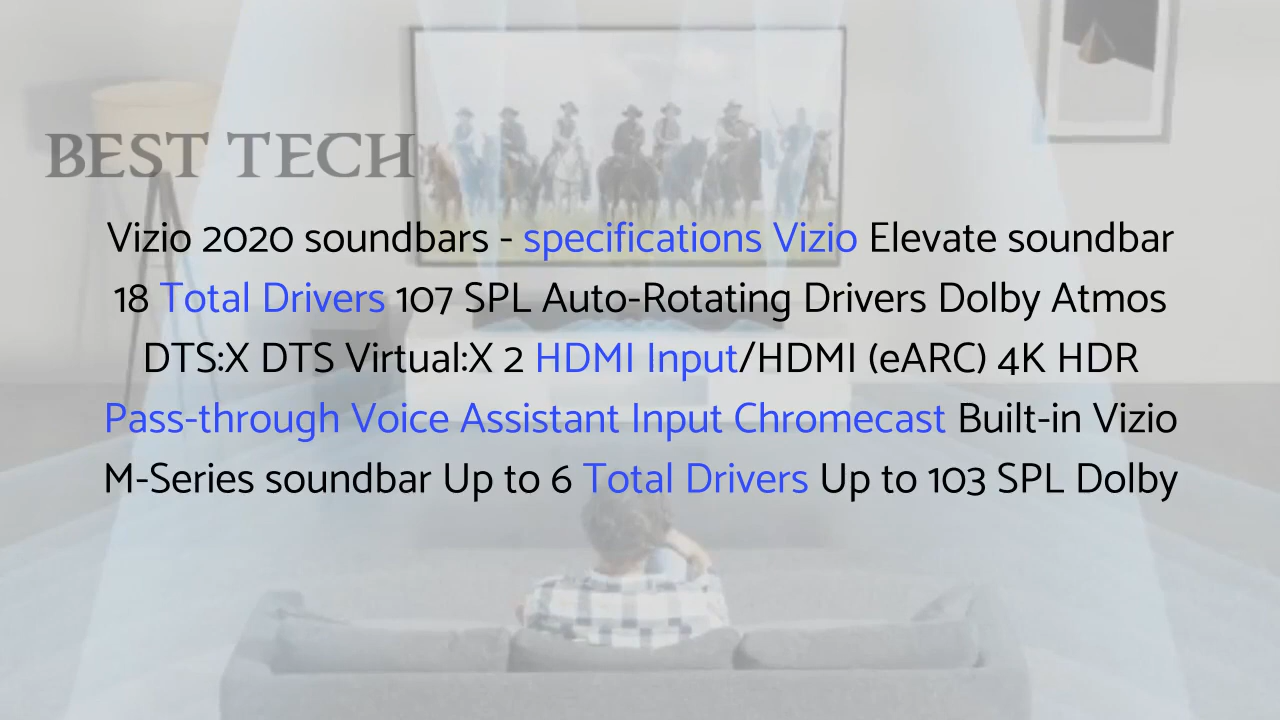 BEST TECH
Vizio 2020 soundbars - specifications Vizio Elevate soundbar
18 Total Drivers 107 SPL Auto-Rotating Drivers Dolby Atmos
DTS:X DTS Virtual:X 2 HDMI Input/HDMI (eARC) 4K HDR
Pass-through Voice Assistant Input Chromecast Built-in Vizio
M-Series soundbar Up to 6 Total Drivers Up to 103 SPL Dolby